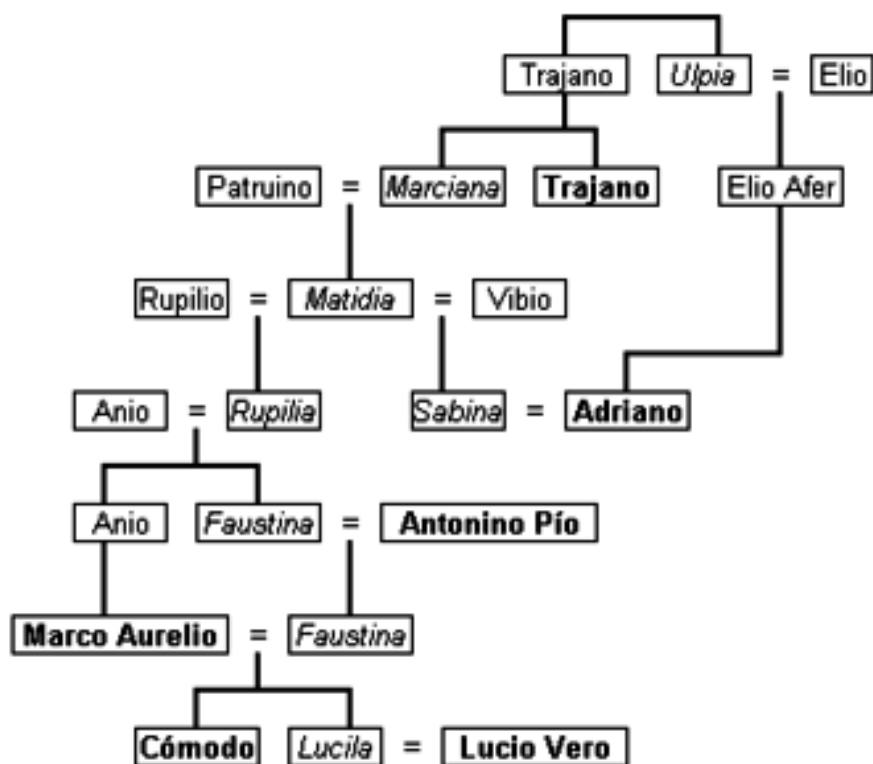 Trajano Ulpia = Elio
Patruino = Marciana Trajano Elio Afer
Rupilio = Matidia = Vibio
Anio = Rupilia Sabina = Adriano
Anio Faustina = Antonino Pío
Marco Aurelio = Faustina
Cómodo Lucila = Lucio Vero